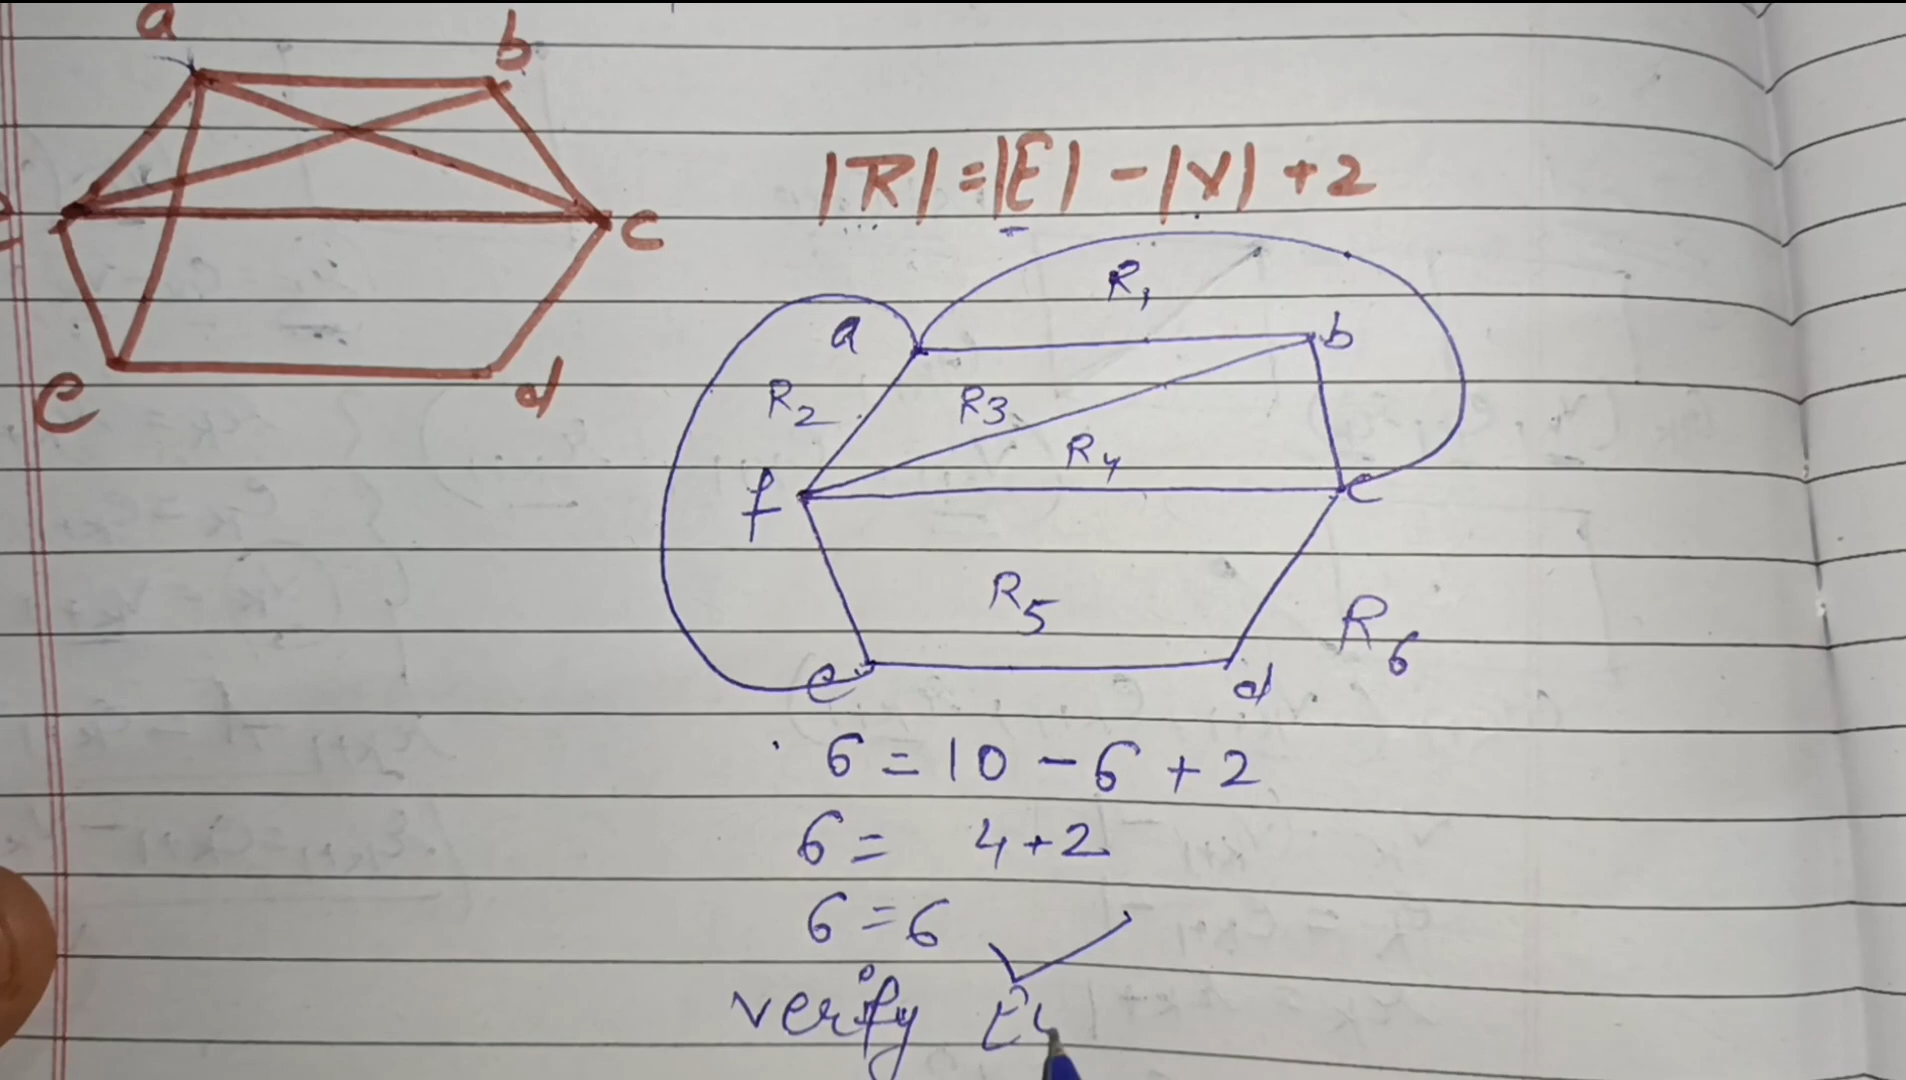 a
b
|R| = |E| - |V| + 2
c
R1
a
b
e
d
R2
R3
R4
f
c
R5
R6
e
d
6 = 10 - 6 + 2
6 = 4 + 2
6 = 6
verify